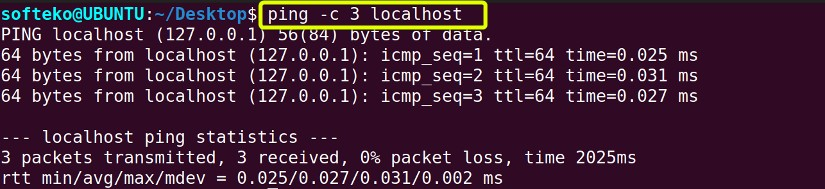 softeko@UBUNTU:~/Desktop$ ping -c 3 localhost
PING localhost (127.0.0.1) 56(84) bytes of data.
64 bytes from localhost (127.0.0.1): icmp_seq=1 ttl=64 time=0.025 ms
64 bytes from localhost (127.0.0.1): icmp_seq=2 ttl=64 time=0.031 ms
64 bytes from localhost (127.0.0.1): icmp_seq=3 ttl=64 time=0.027 ms
--- localhost ping statistics ---
3 packets transmitted, 3 received, 0% packet loss, time 2025ms
rtt min/avg/max/mdev = 0.025/0.027/0.031/0.002 ms